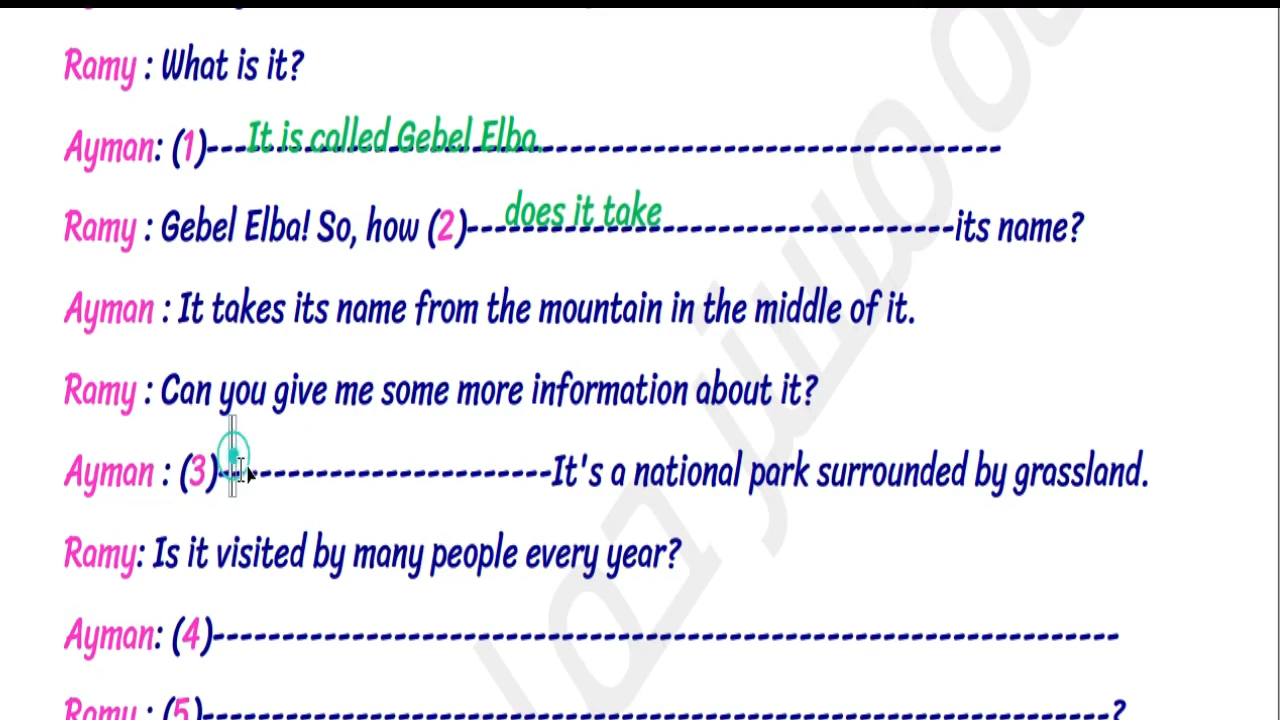 Ramy : What is it?
Ayman: (1)--- It is called Gebel Elba. ---
Ramy : Gebel Elba! So, how (2)--- does it take ---its name?
Ayman : It takes its name from the mountain in the middle of it.
Ramy : Can you give me some more information about it?
Ayman : (3)------------------------It's a national park surrounded by grassland.
Ramy: Is it visited by many people every year?
Ayman: (4)------------------------------------------------------------------
Ramy : (5)------------------------------------------------------------------?